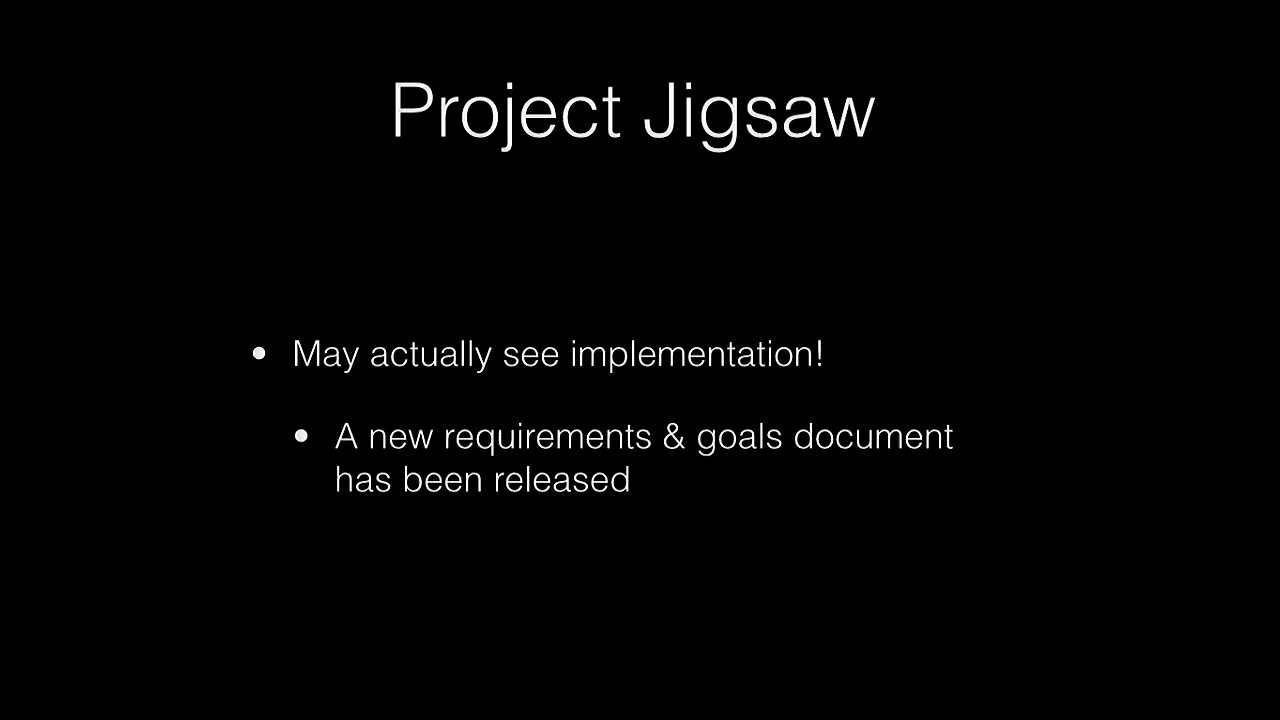 Project Jigsaw
• May actually see implementation!
• A new requirements & goals document
has been released